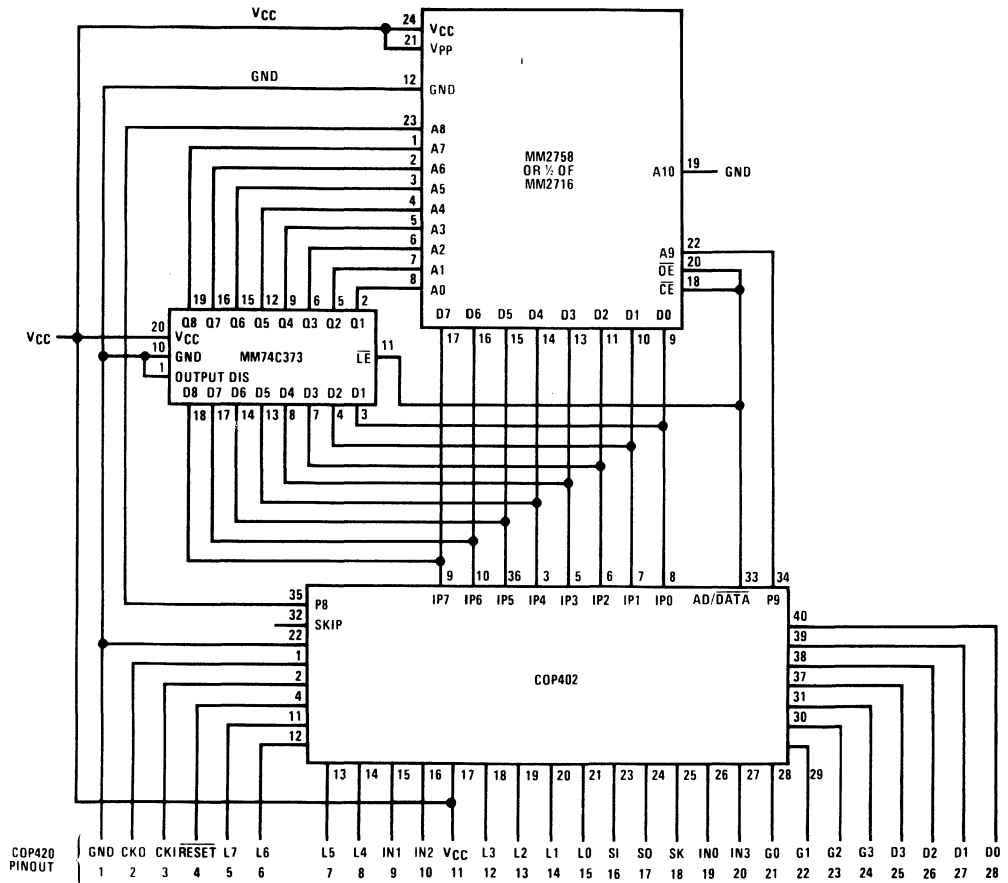 VCC
24 VCC
21 VPP
GND 12 GND
23 A8
1 A7
2 A6
3 A5
4 A4
5 A3
6 A2
7 A1
8 A0
MM2758
OR ½ OF
MM2716
A10 19 GND
A9 22
OE 20
CE 18
D7 D6 D5 D4 D3 D2 D1 D0
17 16 15 14 13 11 10 9
19 16 15 12 9 6 5 2
Q8 Q7 Q6 Q5 Q4 Q3 Q2 Q1
VCC 20 VCC
10 GND
1 OUTPUT DIS
MM74C373
LE 11
D8 D7 D6 D5 D4 D3 D2 D1
18 17 14 13 8 7 4 3
9 10 36 3 5 6 7 8 33 34
IP7 IP6 IP5 IP4 IP3 IP2 IP1 IP0 AD/DATA P9
35 P8
32 SKIP
22
1
2
4
11
12
COP402
40
39
38
37
31
30
13 14 15 16 17 18 19 20 21 23 24 25 26 27 28 29
COP420
PINOUT
GND CKO CKI RESET L7 L6 L5 L4 IN1 IN2 VCC L3 L2 L1 L0 SI SO SK IN0 IN3 G0 G1 G2 G3 D3 D2 D1 D0
1 2 3 4 5 6 7 8 9 10 11 12 13 14 15 16 17 18 19 20 21 22 23 24 25 26 27 28